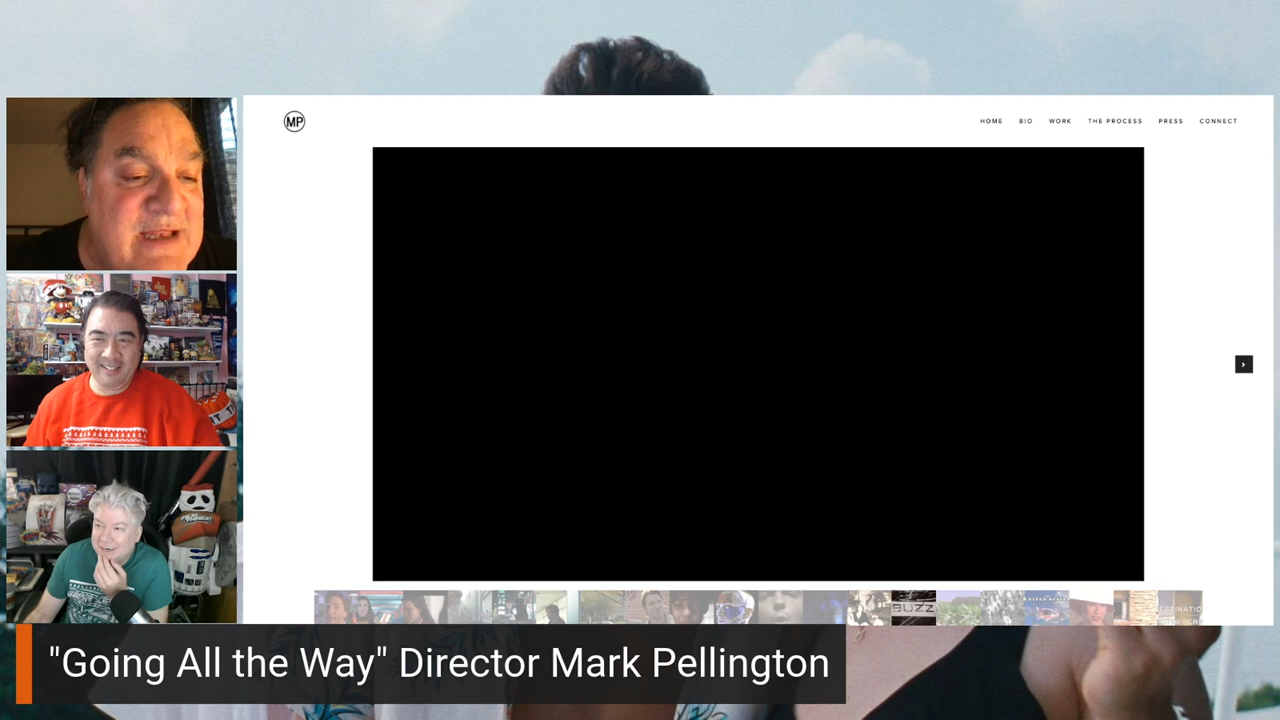 MP
HOME BIO WORK THE PROCESS PRESS CONNECT
BUZZ
"Going All the Way" Director Mark Pellington